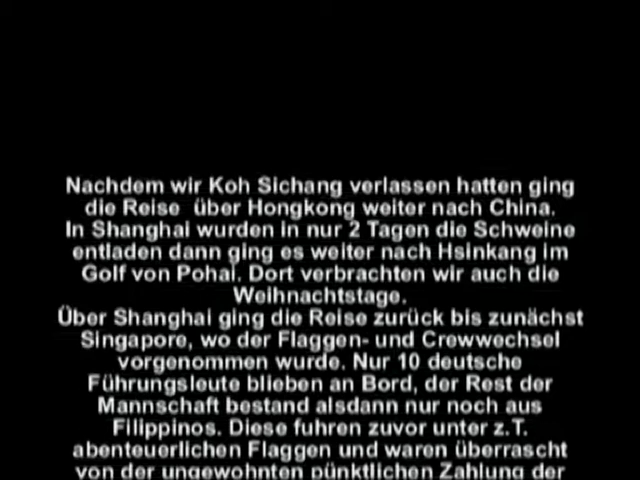 Nachdem wir Koh Sichang verlassen hatten ging
die Reise über Hongkong weiter nach China.
In Shanghai wurden in nur 2 Tagen die Schweine
entladen dann ging es weiter nach Hsinkang im
Golf von Pohai. Dort verbrachten wir auch die
Weihnachtstage.
Über Shanghai ging die Reise zurück bis zunächst
Singapore, wo der Flaggen- und Crewwechsel
vorgenommen wurde. Nur 10 deutsche
Führungsleute blieben an Bord, der Rest der
Mannschaft bestand alsdann nur noch aus
Filippinos. Diese fuhren zuvor unter z.T.
abenteuerlichen Flaggen und waren überrascht
von der ungewohnten pünktlichen Zahlung der